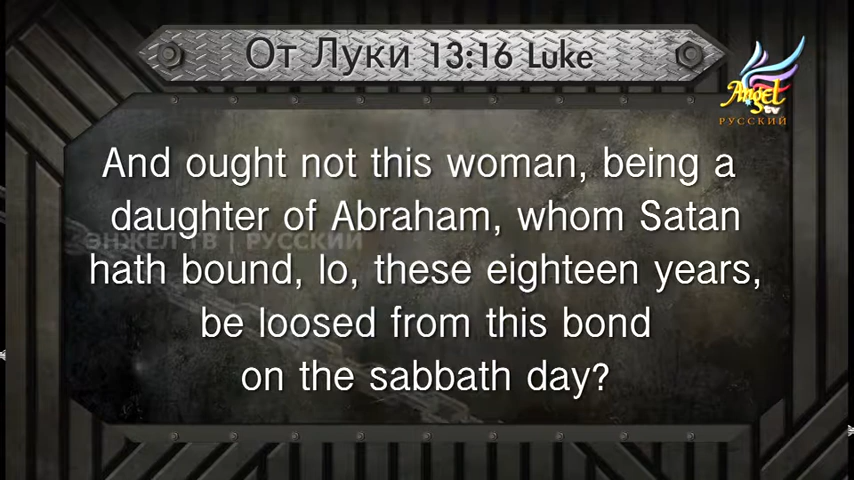 От Луки 13:16 Luke
Angel
tv
РУССКИЙ
And ought not this woman, being a
daughter of Abraham, whom Satan
ЭНЖЕЛ ТВ | РУССКИЙ
hath bound, lo, these eighteen years,
be loosed from this bond
on the sabbath day?